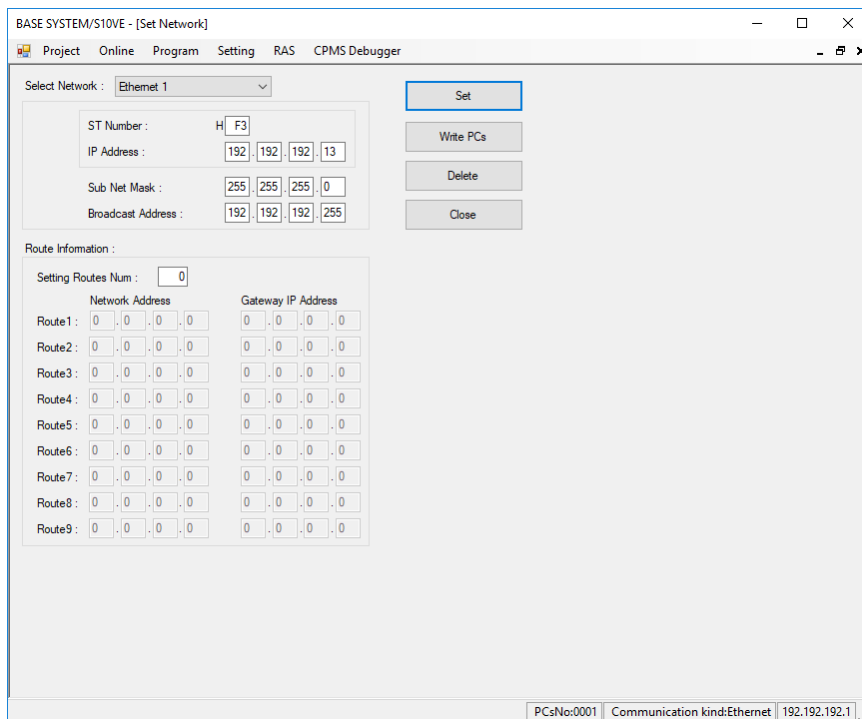 BASE SYSTEM/S10VE - [Set Network]
Project Online Program Setting RAS CPMS Debugger
Select Network : Ethernet 1
Set
ST Number : H F3
Write PCs
IP Address : 192 . 192 . 192 . 13
Delete
Sub Net Mask : 255 . 255 . 255 . 0
Broadcast Address : 192 . 192 . 192 . 255
Close
Route Information :
Setting Routes Num : 0
Network Address Gateway IP Address
Route1 : 0 . 0 . 0 . 0 0 . 0 . 0 . 0
Route2 : 0 . 0 . 0 . 0 0 . 0 . 0 . 0
Route3 : 0 . 0 . 0 . 0 0 . 0 . 0 . 0
Route4 : 0 . 0 . 0 . 0 0 . 0 . 0 . 0
Route5 : 0 . 0 . 0 . 0 0 . 0 . 0 . 0
Route6 : 0 . 0 . 0 . 0 0 . 0 . 0 . 0
Route7 : 0 . 0 . 0 . 0 0 . 0 . 0 . 0
Route8 : 0 . 0 . 0 . 0 0 . 0 . 0 . 0
Route9 : 0 . 0 . 0 . 0 0 . 0 . 0 . 0
PCsNo:0001 Communication kind:Ethernet 192.192.192.1